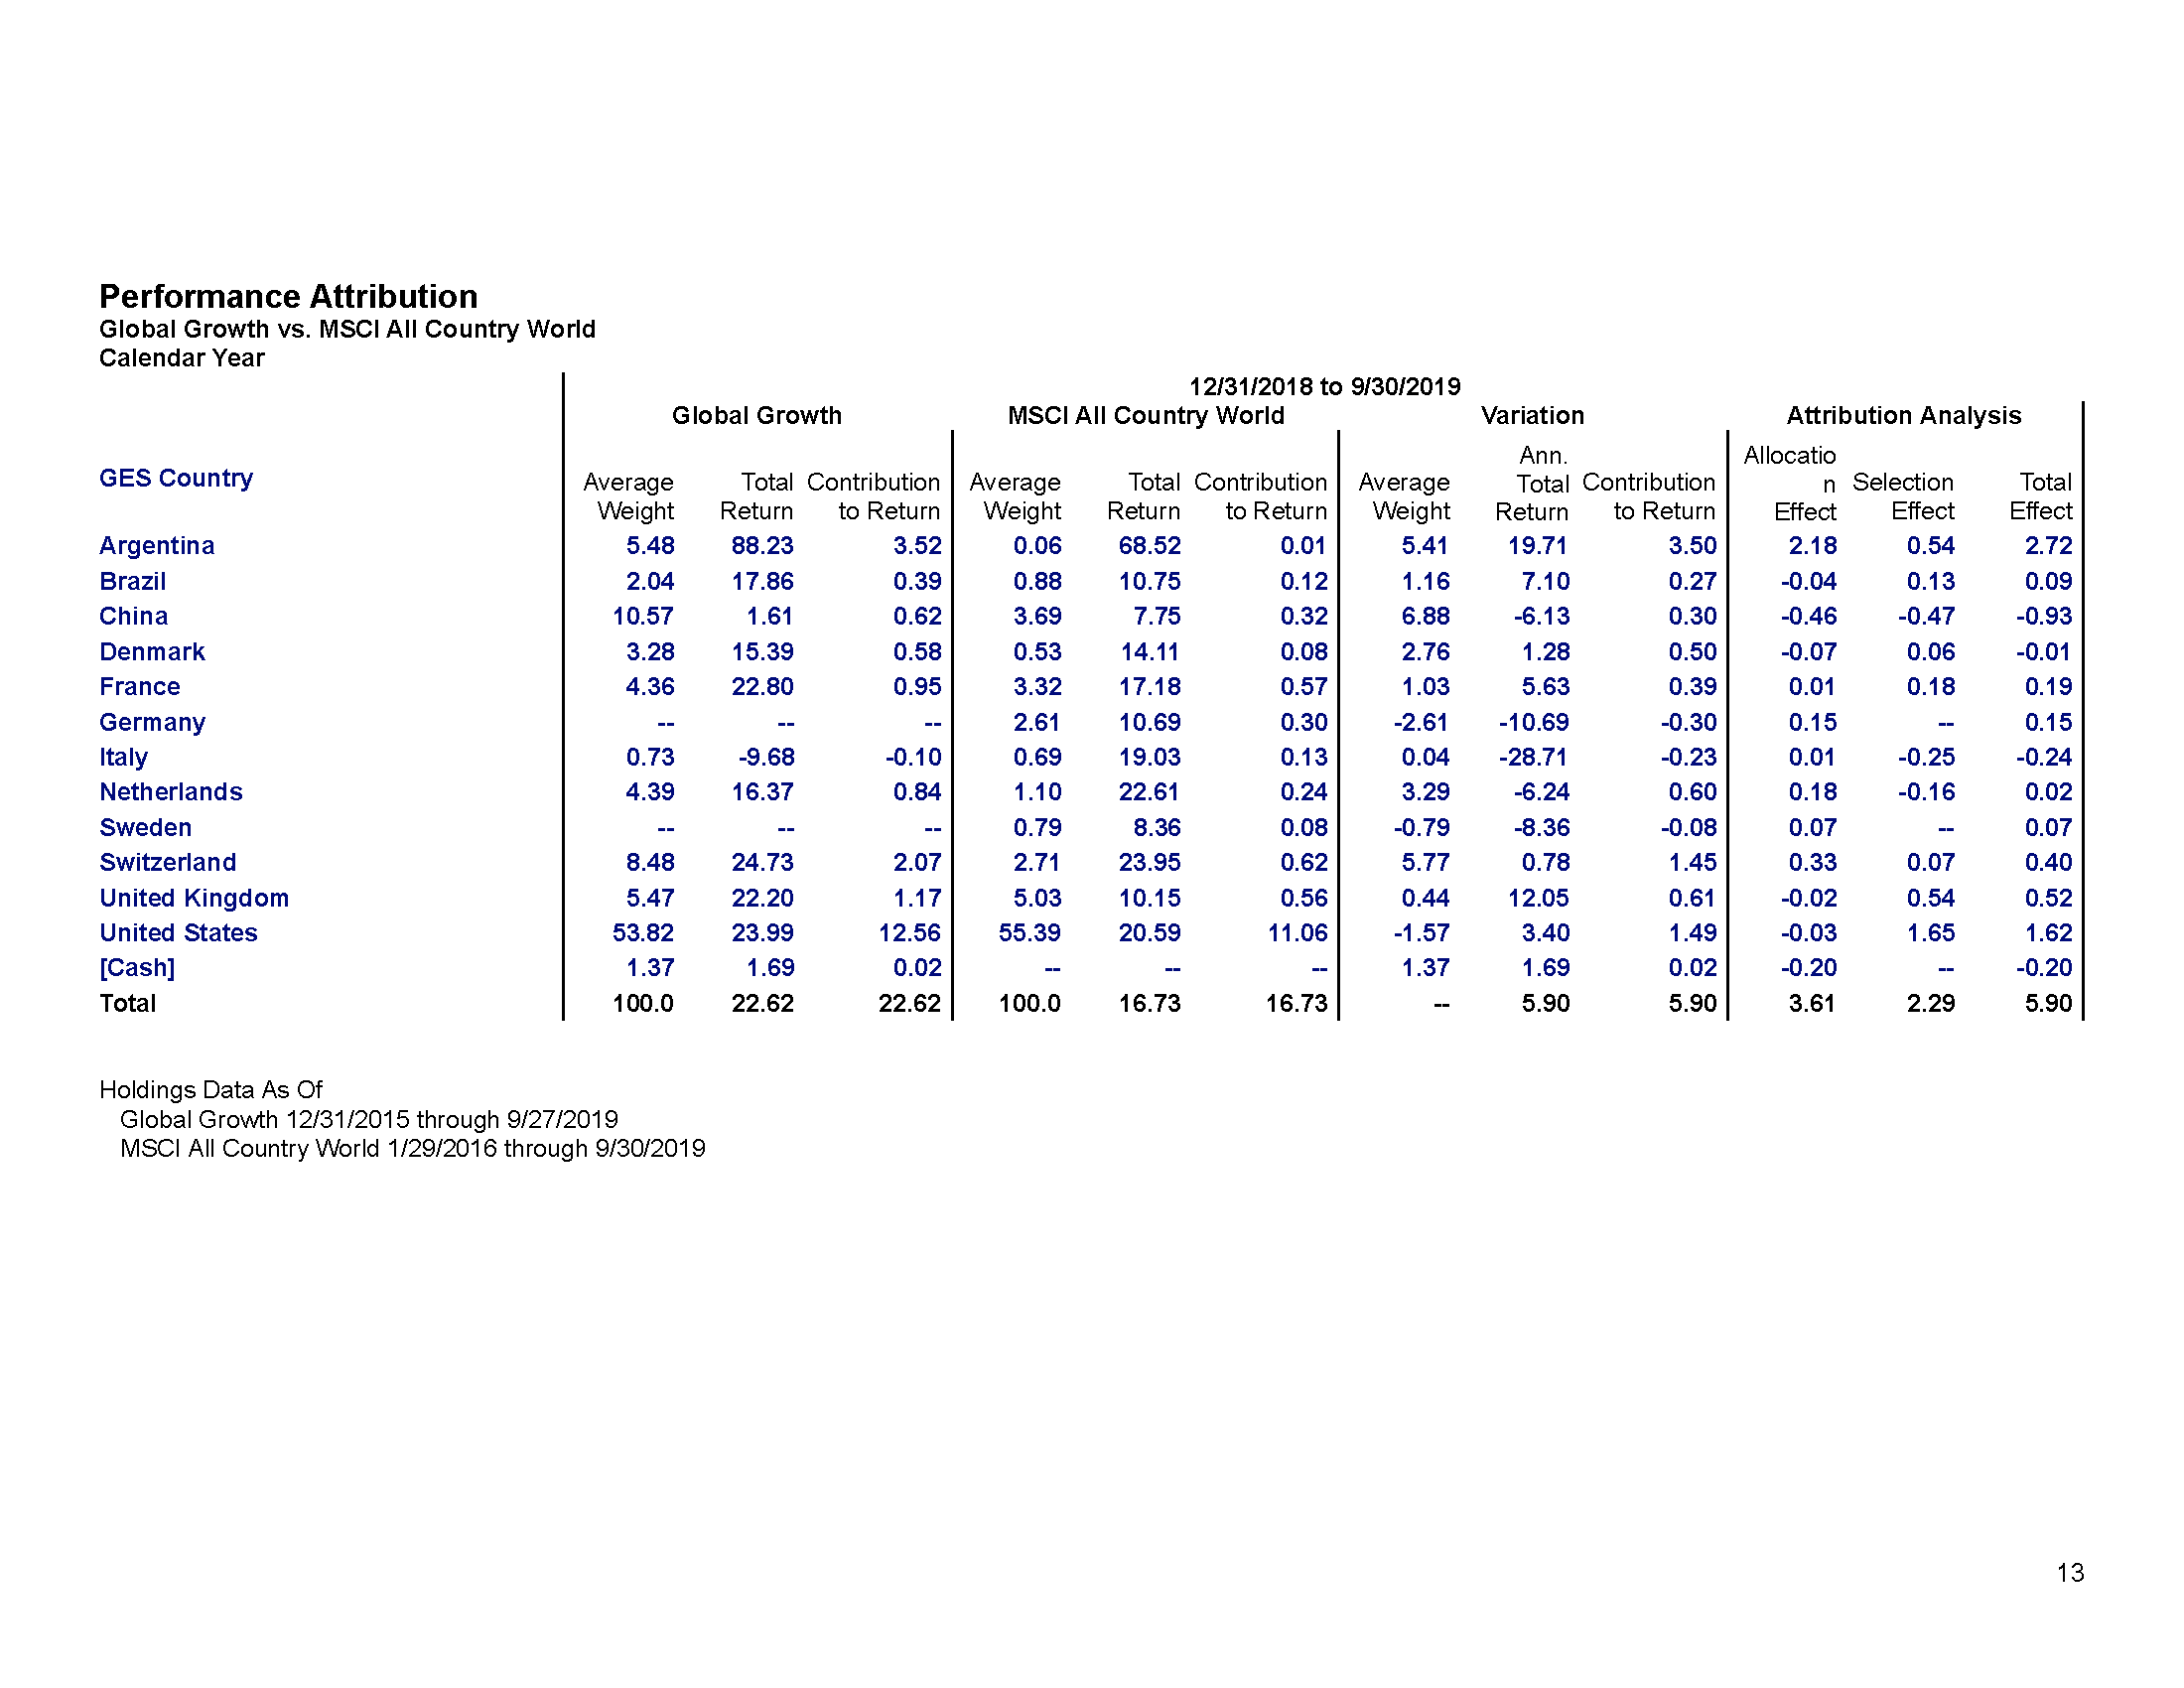 Performance Attribution
Global Growth vs. MSCI All Country World
Calendar Year
12/31/2018 to 9/30/2019
Global Growth MSCI All Country World Variation Attribution Analysis
GES Country Average Weight Total Return Contribution to Return Average Weight Total Return Contribution to Return Average Weight Ann. Total Return Contribution to Return Allocatio n Effect Selection Effect Total Effect
Argentina 5.48 88.23 3.52 0.06 68.52 0.01 5.41 19.71 3.50 2.18 0.54 2.72
Brazil 2.04 17.86 0.39 0.88 10.75 0.12 1.16 7.10 0.27 -0.04 0.13 0.09
China 10.57 1.61 0.62 3.69 7.75 0.32 6.88 -6.13 0.30 -0.46 -0.47 -0.93
Denmark 3.28 15.39 0.58 0.53 14.11 0.08 2.76 1.28 0.50 -0.07 0.06 -0.01
France 4.36 22.80 0.95 3.32 17.18 0.57 1.03 5.63 0.39 0.01 0.18 0.19
Germany -- -- -- 2.61 10.69 0.30 -2.61 -10.69 -0.30 0.15 -- 0.15
Italy 0.73 -9.68 -0.10 0.69 19.03 0.13 0.04 -28.71 -0.23 0.01 -0.25 -0.24
Netherlands 4.39 16.37 0.84 1.10 22.61 0.24 3.29 -6.24 0.60 0.18 -0.16 0.02
Sweden -- -- -- 0.79 8.36 0.08 -0.79 -8.36 -0.08 0.07 -- 0.07
Switzerland 8.48 24.73 2.07 2.71 23.95 0.62 5.77 0.78 1.45 0.33 0.07 0.40
United Kingdom 5.47 22.20 1.17 5.03 10.15 0.56 0.44 12.05 0.61 -0.02 0.54 0.52
United States 53.82 23.99 12.56 55.39 20.59 11.06 -1.57 3.40 1.49 -0.03 1.65 1.62
[Cash] 1.37 1.69 0.02 -- -- -- 1.37 1.69 0.02 -0.20 -- -0.20
Total 100.0 22.62 22.62 100.0 16.73 16.73 -- 5.90 5.90 3.61 2.29 5.90
Holdings Data As Of
Global Growth 12/31/2015 through 9/27/2019
MSCI All Country World 1/29/2016 through 9/30/2019
13